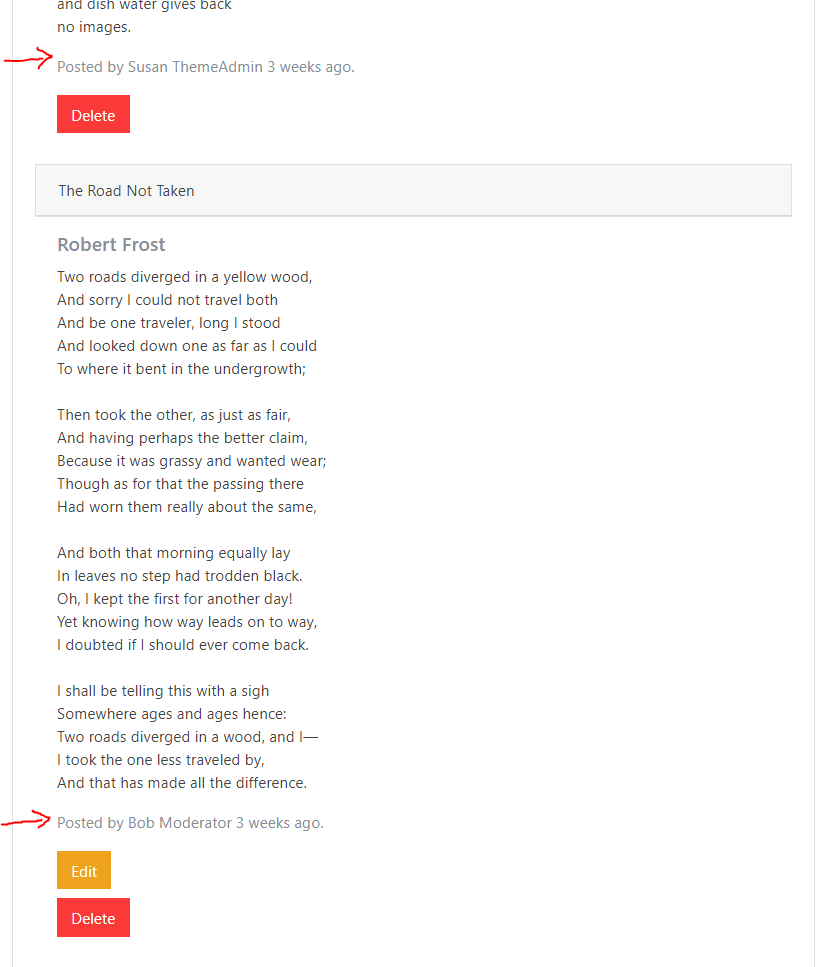 and dish water gives back
no images.
Posted by Susan ThemeAdmin 3 weeks ago.
Delete
The Road Not Taken
Robert Frost
Two roads diverged in a yellow wood,
And sorry I could not travel both
And be one traveler, long I stood
And looked down one as far as I could
To where it bent in the undergrowth;
Then took the other, as just as fair,
And having perhaps the better claim,
Because it was grassy and wanted wear;
Though as for that the passing there
Had worn them really about the same,
And both that morning equally lay
In leaves no step had trodden black.
Oh, I kept the first for another day!
Yet knowing how way leads on to way,
I doubted if I should ever come back.
I shall be telling this with a sigh
Somewhere ages and ages hence:
Two roads diverged in a wood, and I—
I took the one less traveled by,
And that has made all the difference.
Posted by Bob Moderator 3 weeks ago.
Edit
Delete